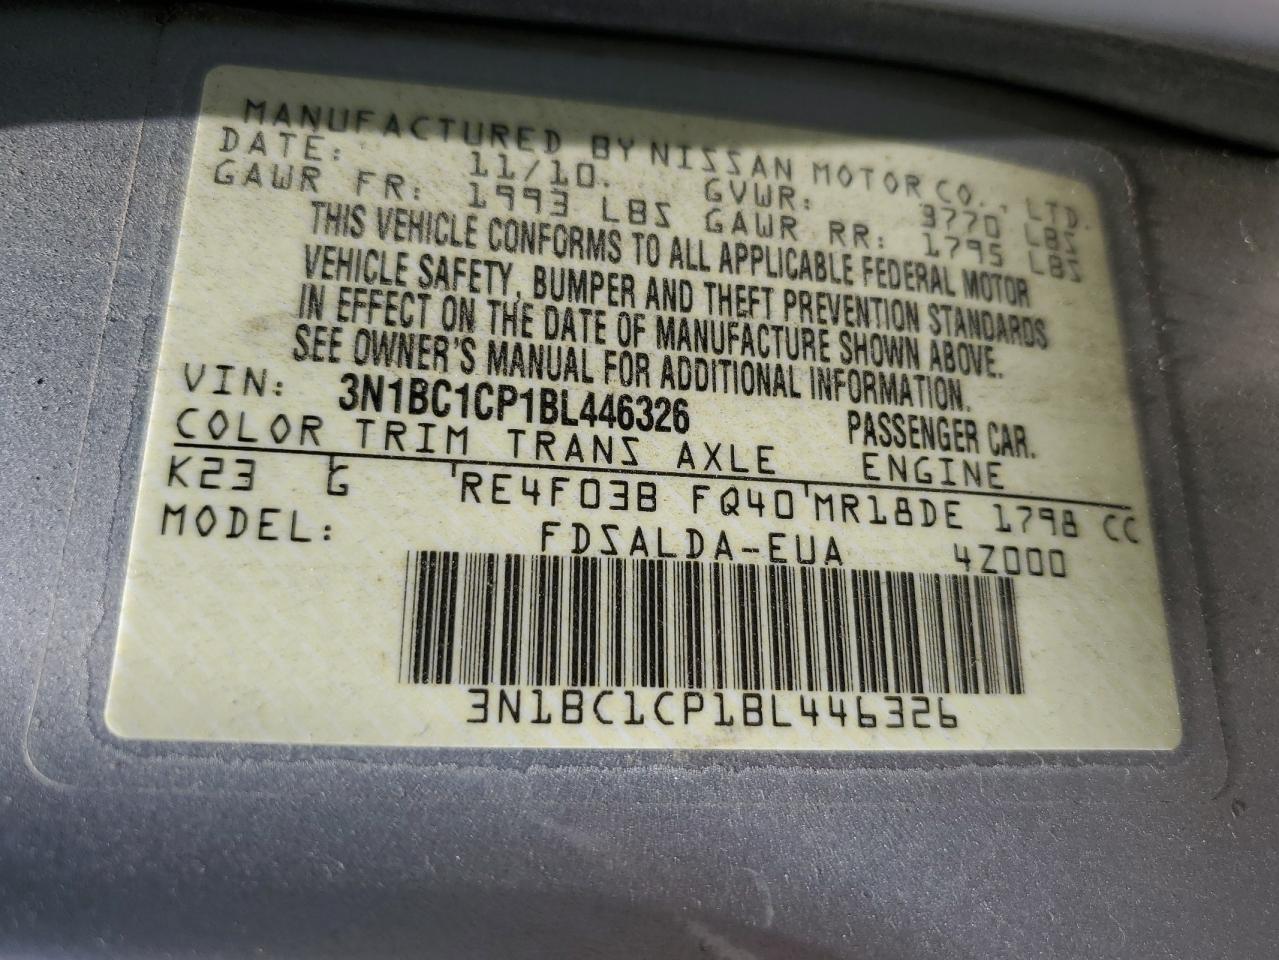 MANUFACTURED BY NISSAN MOTOR CO., LTD.
DATE: 11/10. GVWR: 3770 LBS
GAWR FR: 1993 LBS GAWR RR: 1795 LBS
THIS VEHICLE CONFORMS TO ALL APPLICABLE FEDERAL MOTOR
VEHICLE SAFETY, BUMPER AND THEFT PREVENTION STANDARDS
IN EFFECT ON THE DATE OF MANUFACTURE SHOWN ABOVE.
SEE OWNER'S MANUAL FOR ADDITIONAL INFORMATION.
VIN: 3N1BC1CP1BL446326 PASSENGER CAR.
COLOR TRIM TRANS AXLE ENGINE
K23 G RE4F03B FQ40 MR18DE 1798 CC
MODEL: FDSALDA-EUA 4Z000
3N1BC1CP1BL446326